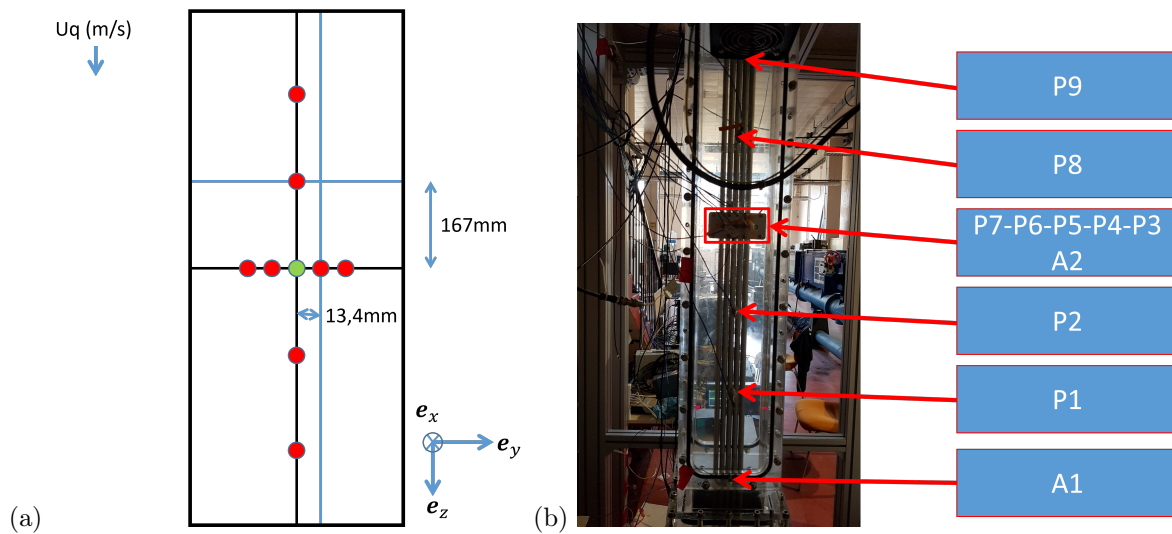 Uq (m/s)
167mm
13,4mm
e_x
e_y
e_z
(a)
P9
P8
P7-P6-P5-P4-P3
A2
P2
P1
A1
(b)